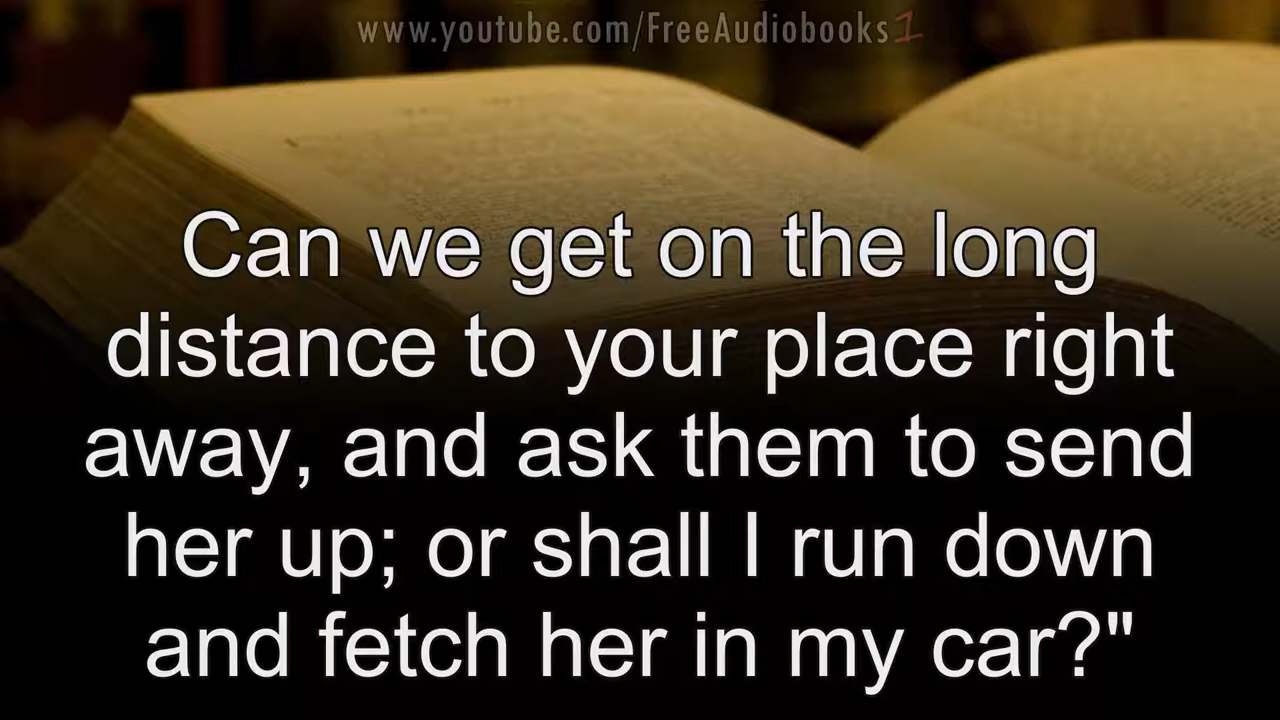 www.youtube.com/FreeAudiobooks1
Can we get on the long
distance to your place right
away, and ask them to send
her up; or shall I run down
and fetch her in my car?"